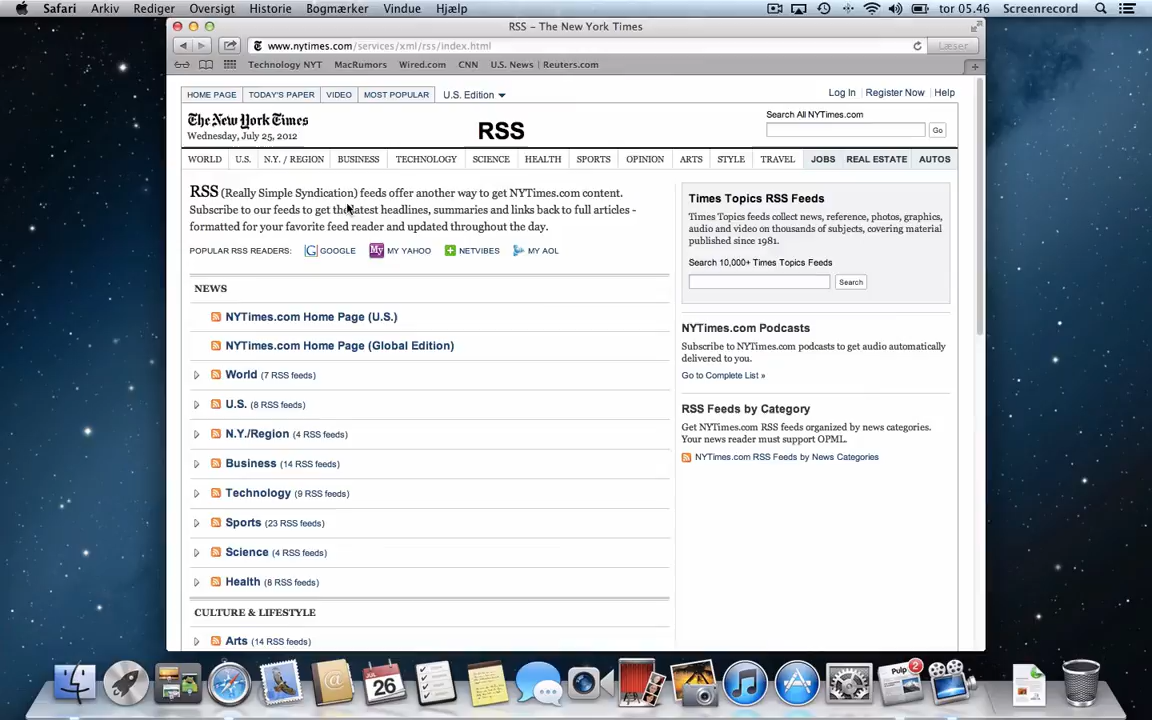 Safari Arkiv Rediger Oversigt Historie Bogmærker Vindue Hjælp tor 05.46 Screenrecord
RSS – The New York Times
www.nytimes.com/services/xml/rss/index.html Læser
Technology NYT MacRumors Wired.com CNN U.S. News | Reuters.com
HOME PAGE TODAY'S PAPER VIDEO MOST POPULAR U.S. Edition Log In Register Now Help
The New York Times
Wednesday, July 25, 2012
RSS
Search All NYTimes.com
Go
WORLD U.S. N.Y. / REGION BUSINESS TECHNOLOGY SCIENCE HEALTH SPORTS OPINION ARTS STYLE TRAVEL JOBS REAL ESTATE AUTOS
RSS (Really Simple Syndication) feeds offer another way to get NYTimes.com content.
Subscribe to our feeds to get the latest headlines, summaries and links back to full articles -
formatted for your favorite feed reader and updated throughout the day.
POPULAR RSS READERS: GOOGLE My MY YAHOO NETVIBES MY AOL
NEWS
NYTimes.com Home Page (U.S.)
NYTimes.com Home Page (Global Edition)
World (7 RSS feeds)
U.S. (8 RSS feeds)
N.Y./Region (4 RSS feeds)
Business (14 RSS feeds)
Technology (9 RSS feeds)
Sports (23 RSS feeds)
Science (4 RSS feeds)
Health (8 RSS feeds)
CULTURE & LIFESTYLE
Arts (14 RSS feeds)
Times Topics RSS Feeds
Times Topics feeds collect news, reference, photos, graphics,
audio and video on thousands of subjects, covering material
published since 1981.
Search 10,000+ Times Topics Feeds
Search
NYTimes.com Podcasts
Subscribe to NYTimes.com podcasts to get audio automatically
delivered to you.
Go to Complete List »
RSS Feeds by Category
Get NYTimes.com RSS feeds organized by news categories.
Your news reader must support OPML.
NYTimes.com RSS Feeds by News Categories
26
Pulp
2